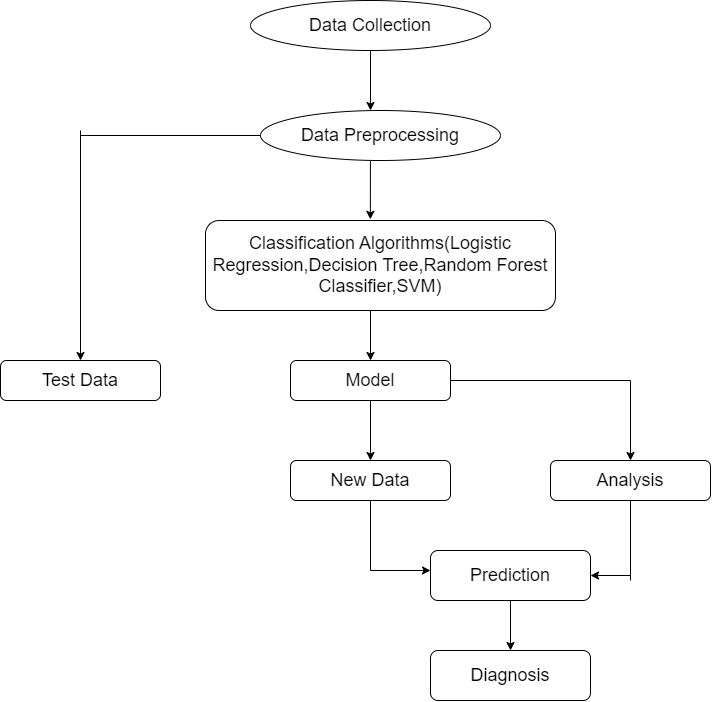 Data Collection
Data Preprocessing
Classification Algorithms(Logistic
Regression,Decision Tree,Random Forest
Classifier,SVM)
Test Data
Model
New Data
Analysis
Prediction
Diagnosis